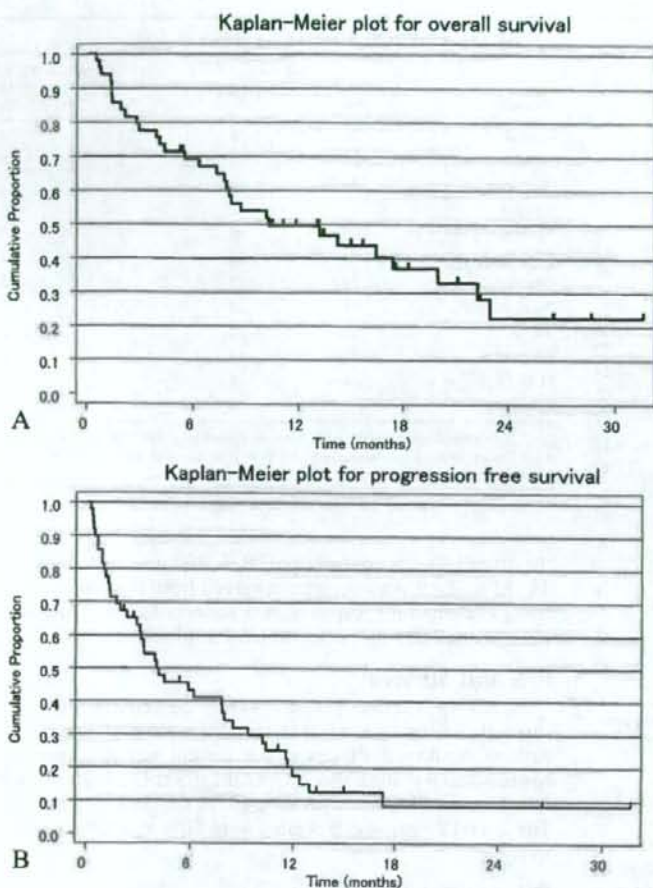 Kaplan-Meier plot for overall survival
1.0
0.9
0.8
0.7
0.6
0.5
0.4
0.3
0.2
0.1
0.0
Cumulative Proportion
0 6 12 18 24 30
Time (months)
A
Kaplan-Meier plot for progression free survival
1.0
0.9
0.8
0.7
0.6
0.5
0.4
0.3
0.2
0.1
0.0
Cumulative Proportion
0 6 12 18 24 30
Time (months)
B